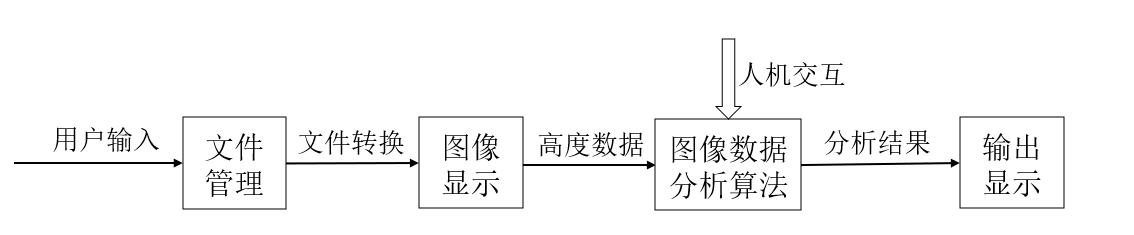 人机交互
用户输入
文件
管理
文件转换
图像
显示
高度数据
图像数据
分析算法
分析结果
输出
显示